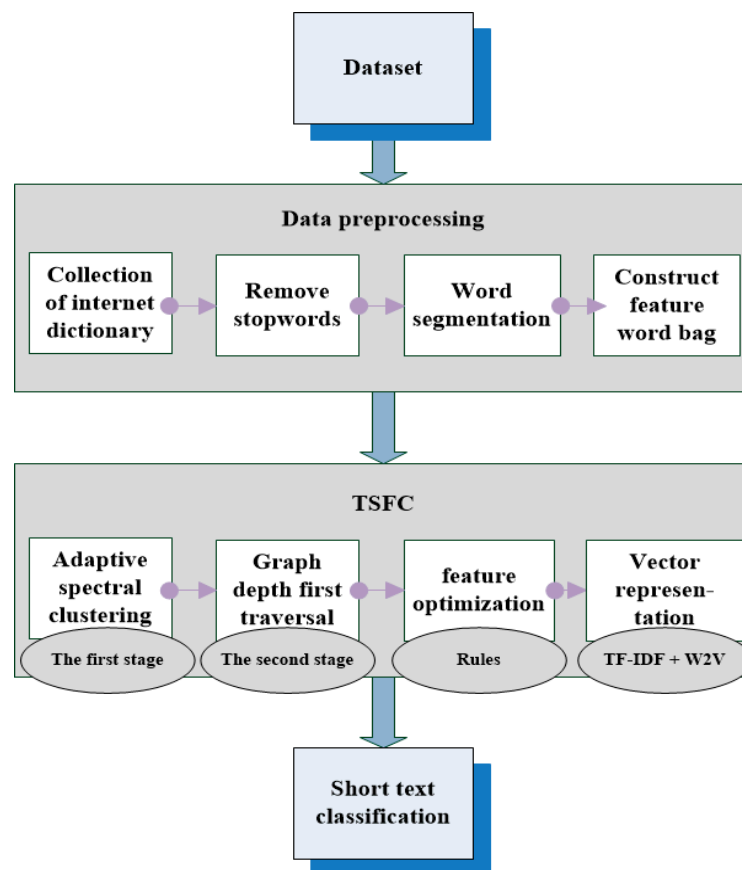 Dataset
Data preprocessing
Collection
of internet
dictionary
Remove
stopwords
Word
segmentation
Construct
feature
word bag
TSFC
Adaptive
spectral
clustering
The first stage
Graph
depth first
traversal
The second stage
feature
optimization
Rules
Vector
represen-
tation
TF-IDF + W2V
Short text
classification